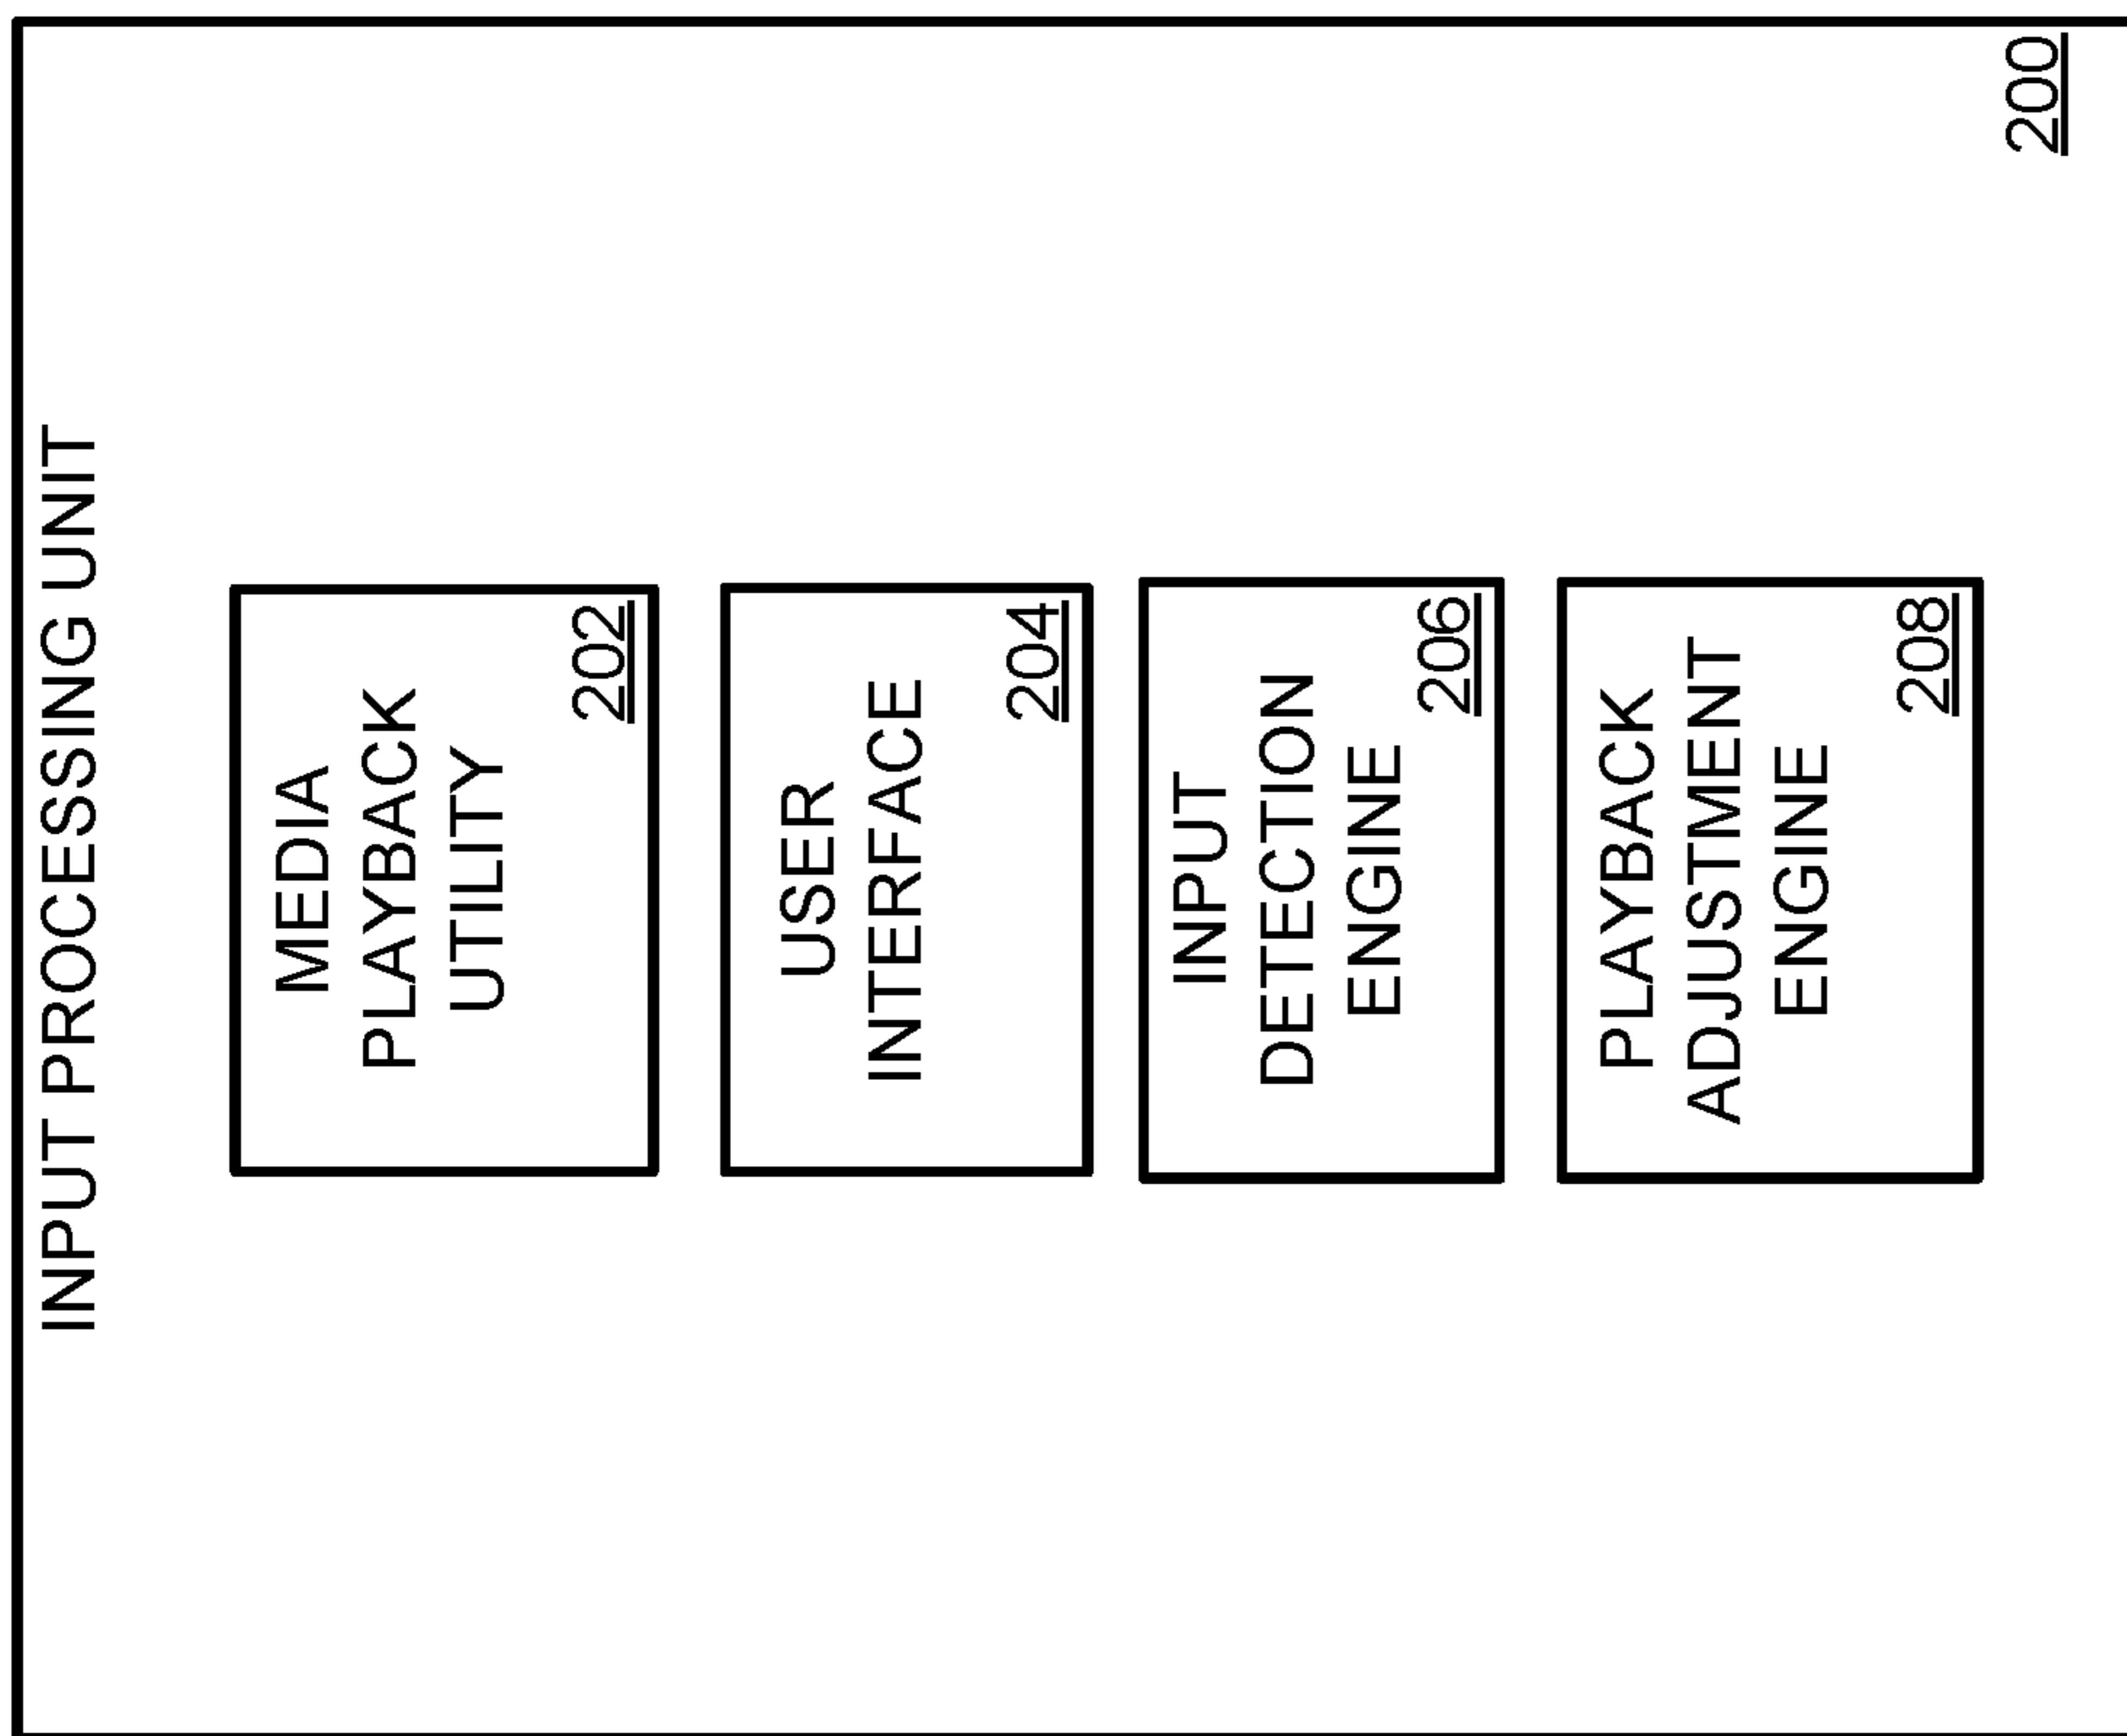 INPUT PROCESSING UNIT
MEDIA
PLAYBACK
UTILITY
202
USER
INTERFACE
204
INPUT
DETECTION
ENGINE
206
PLAYBACK
ADJUSTMENT
ENGINE
208
200